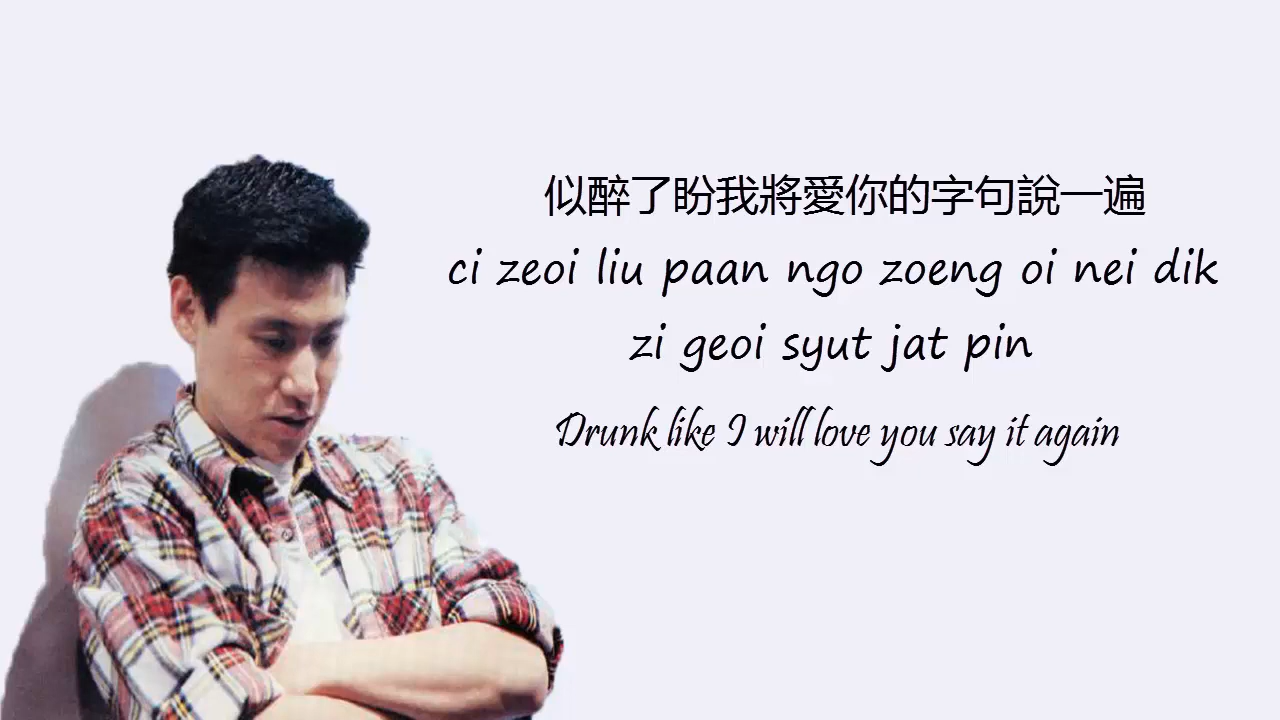 似醉了盼我將愛你的字句說一遍
ci zeoi liu paan ngo zoeng oi nei dik
zi geoi syut jat pin
Drunk like I will love you say it again